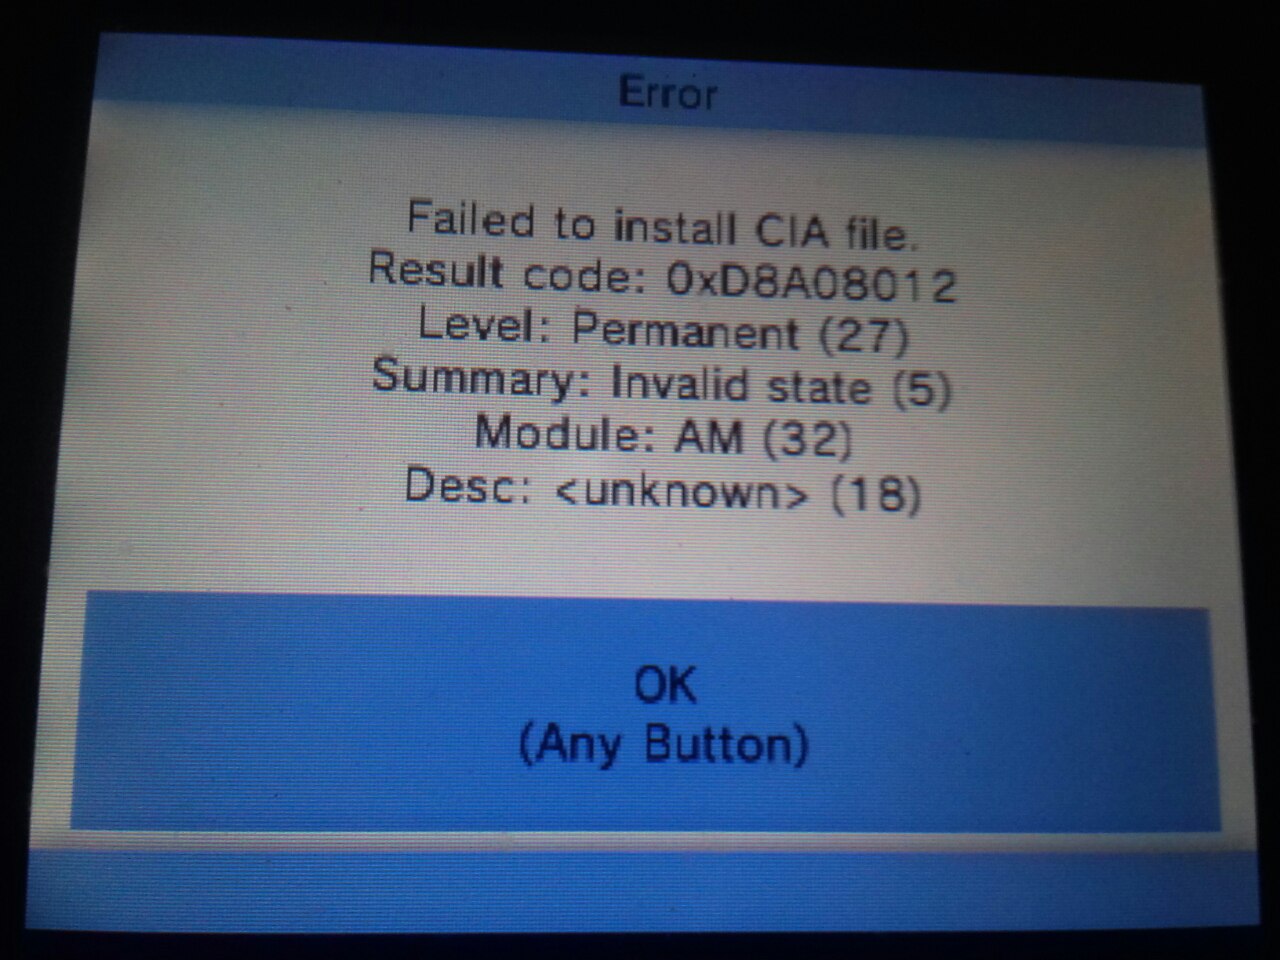 Error
Failed to install CIA file.
Result code: 0xD8A08012
Level: Permanent (27)
Summary: Invalid state (5)
Module: AM (32)
Desc: <unknown> (18)
OK
(Any Button)